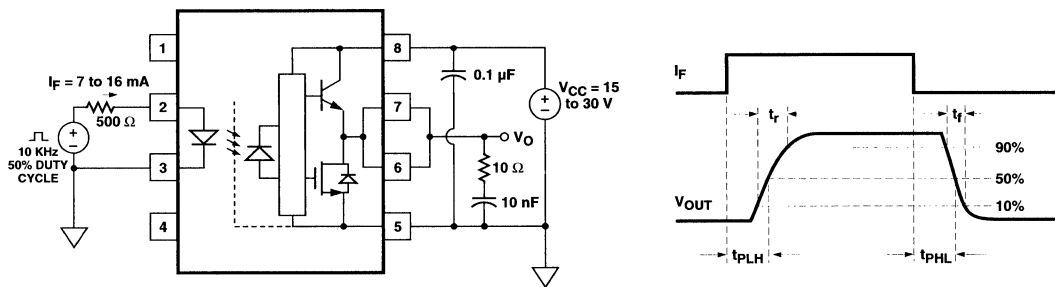 1
8
I_F = 7 to 16 mA
0.1 µF
V_CC = 15
to 30 V
500 Ω
2
7
10 KHz
50% DUTY
CYCLE
V_O
3
6
10 Ω
10 nF
4
5
I_F
t_r
t_f
90%
50%
10%
V_OUT
t_PLH
t_PHL